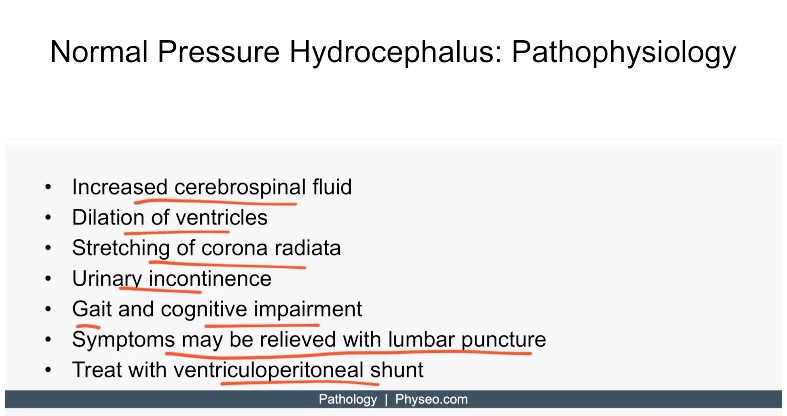 Normal Pressure Hydrocephalus: Pathophysiology
• Increased cerebrospinal fluid
• Dilation of ventricles
• Stretching of corona radiata
• Urinary incontinence
• Gait and cognitive impairment
• Symptoms may be relieved with lumbar puncture
• Treat with ventriculoperitoneal shunt
Pathology | Physeo.com